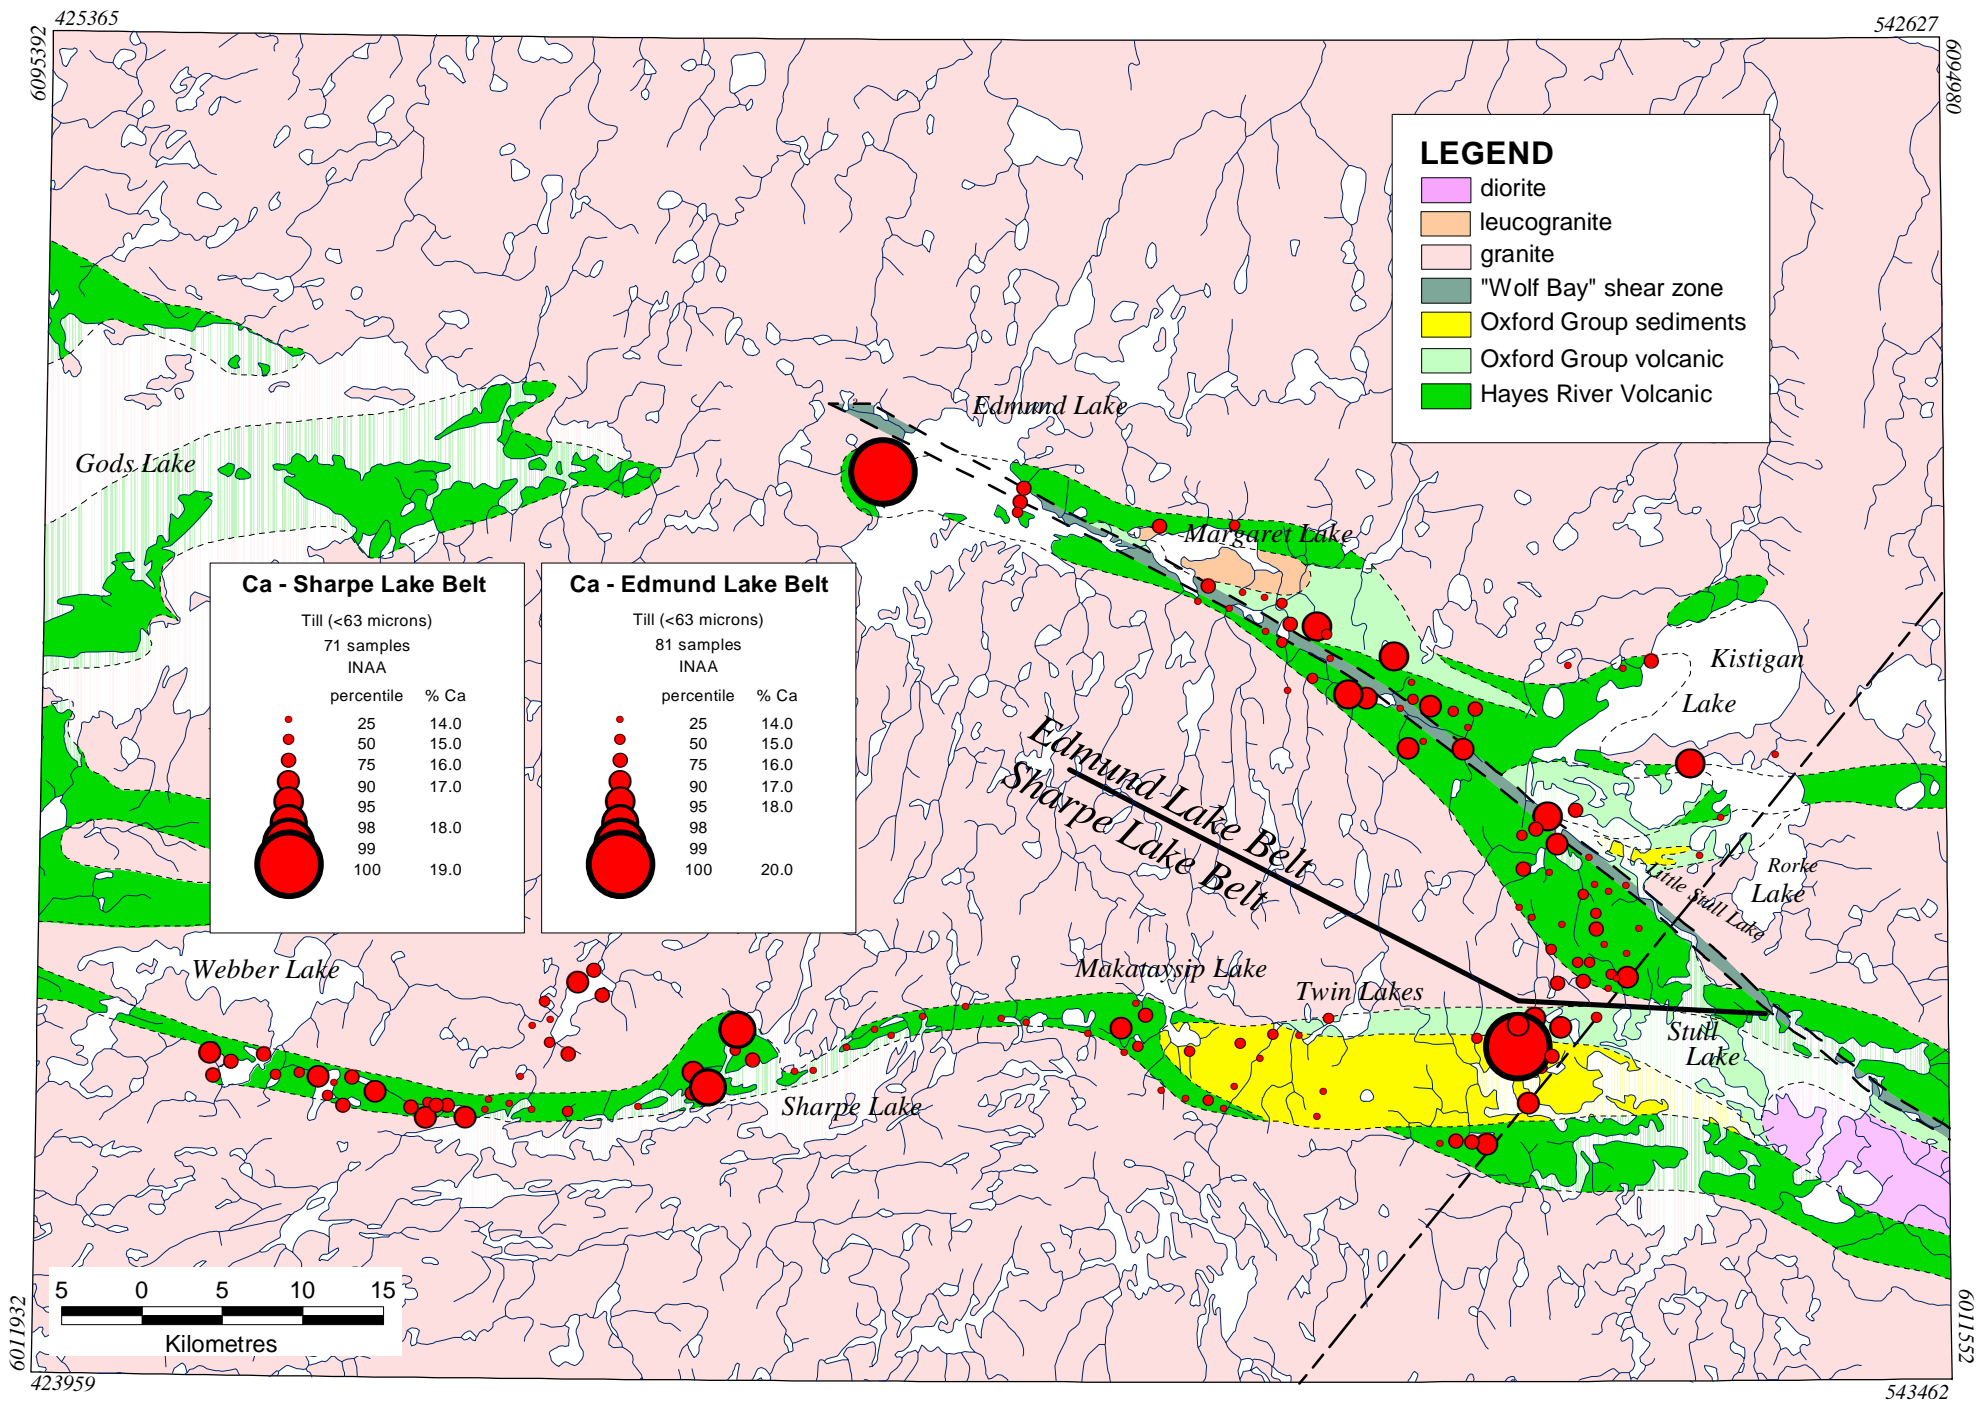 425365
542627
6095392
6094980
LEGEND
diorite
leucogranite
granite
"Wolf Bay" shear zone
Oxford Group sediments
Oxford Group volcanic
Hayes River Volcanic
Edmund Lake
Gods Lake
Margaret Lake
Kistigan
Lake
Ca - Sharpe Lake Belt
Till (<63 microns)
71 samples
INAA
percentile % Ca
25 14.0
50 15.0
75 16.0
90 17.0
95
98 18.0
99
100 19.0
Ca - Edmund Lake Belt
Till (<63 microns)
81 samples
INAA
percentile % Ca
25 14.0
50 15.0
75 16.0
90 17.0
95 18.0
98
99
100 20.0
Edmund Lake Belt
Sharpe Lake Belt
Rorke
Lake
Little Stull Lake
Webber Lake
Makataysip Lake
Twin Lakes
Stull
Lake
Sharpe Lake
5 0 5 10 15
Kilometres
6011932
6011552
423959
543462